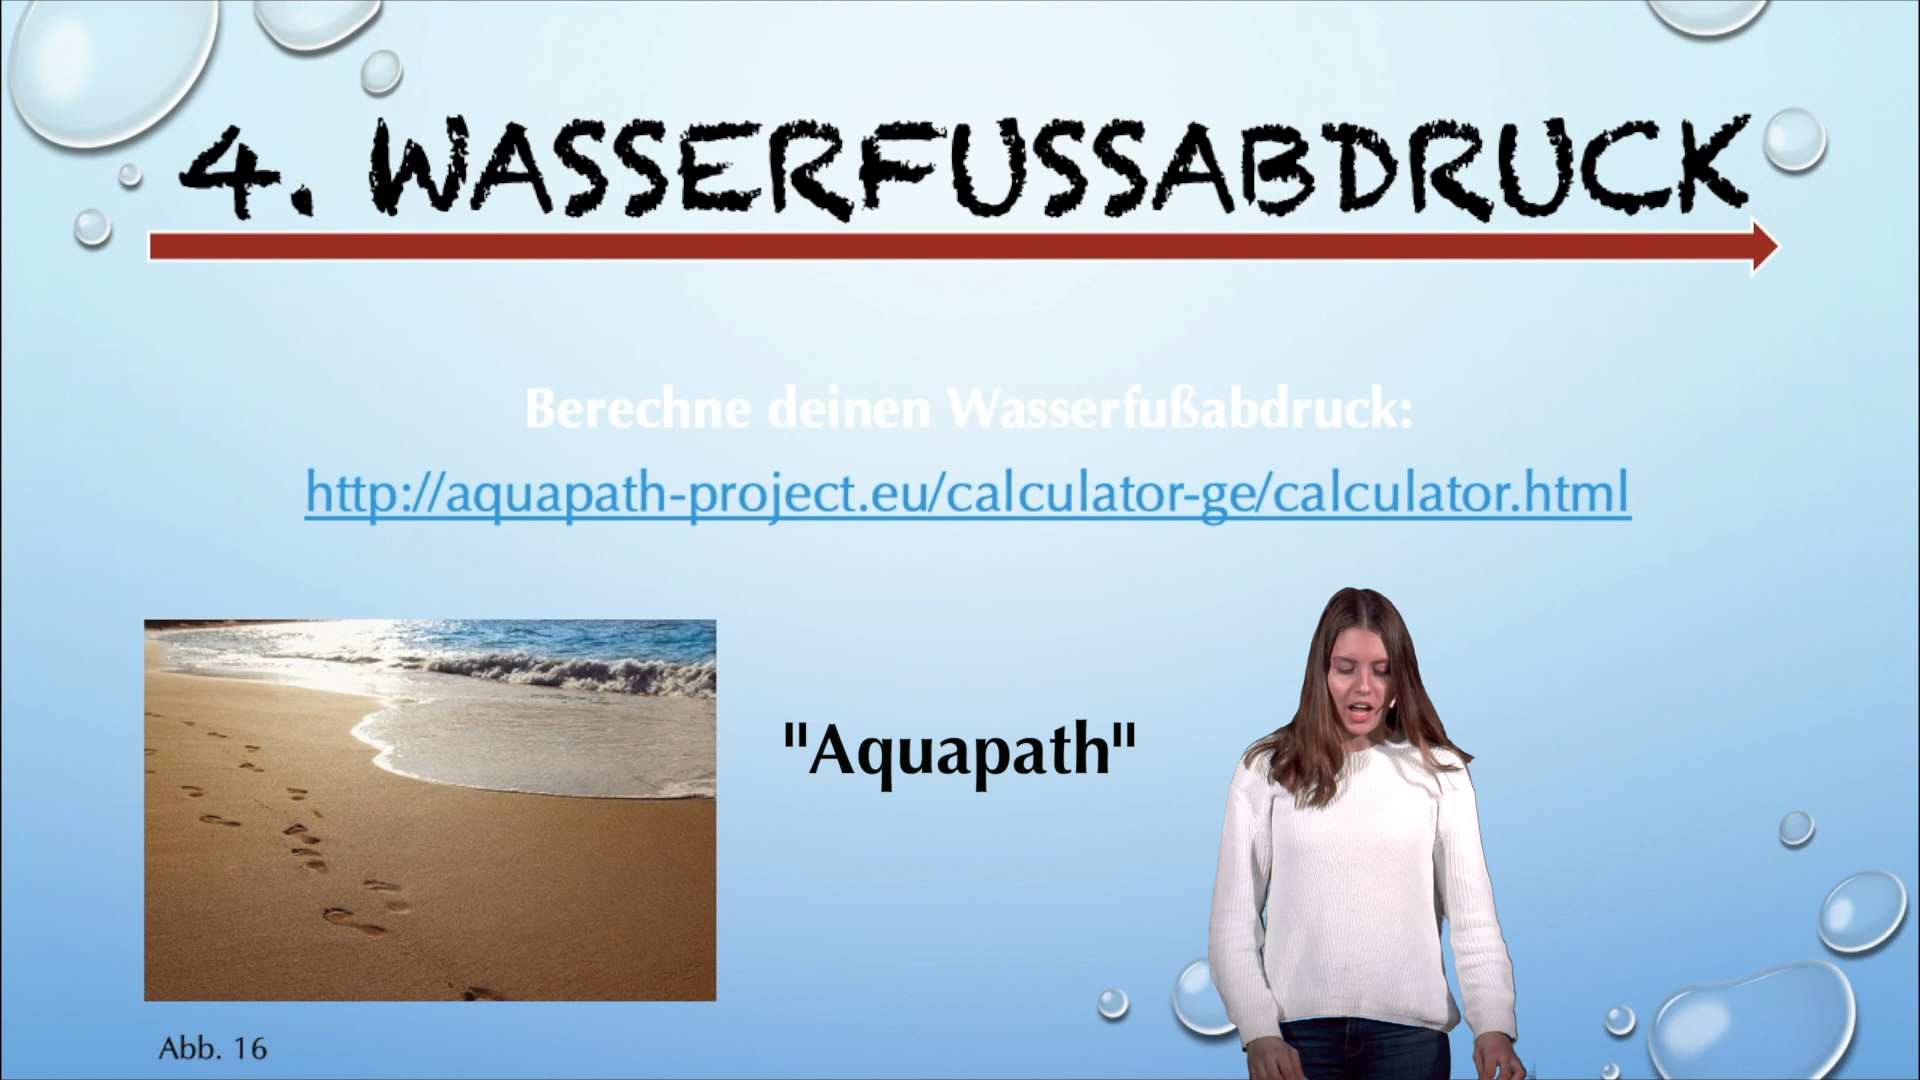 4. WASSERFUSSABDRUCK
Berechne deinen Wasserfußabdruck:
http://aquapath-project.eu/calculator-ge/calculator.html
"Aquapath"
Abb. 16